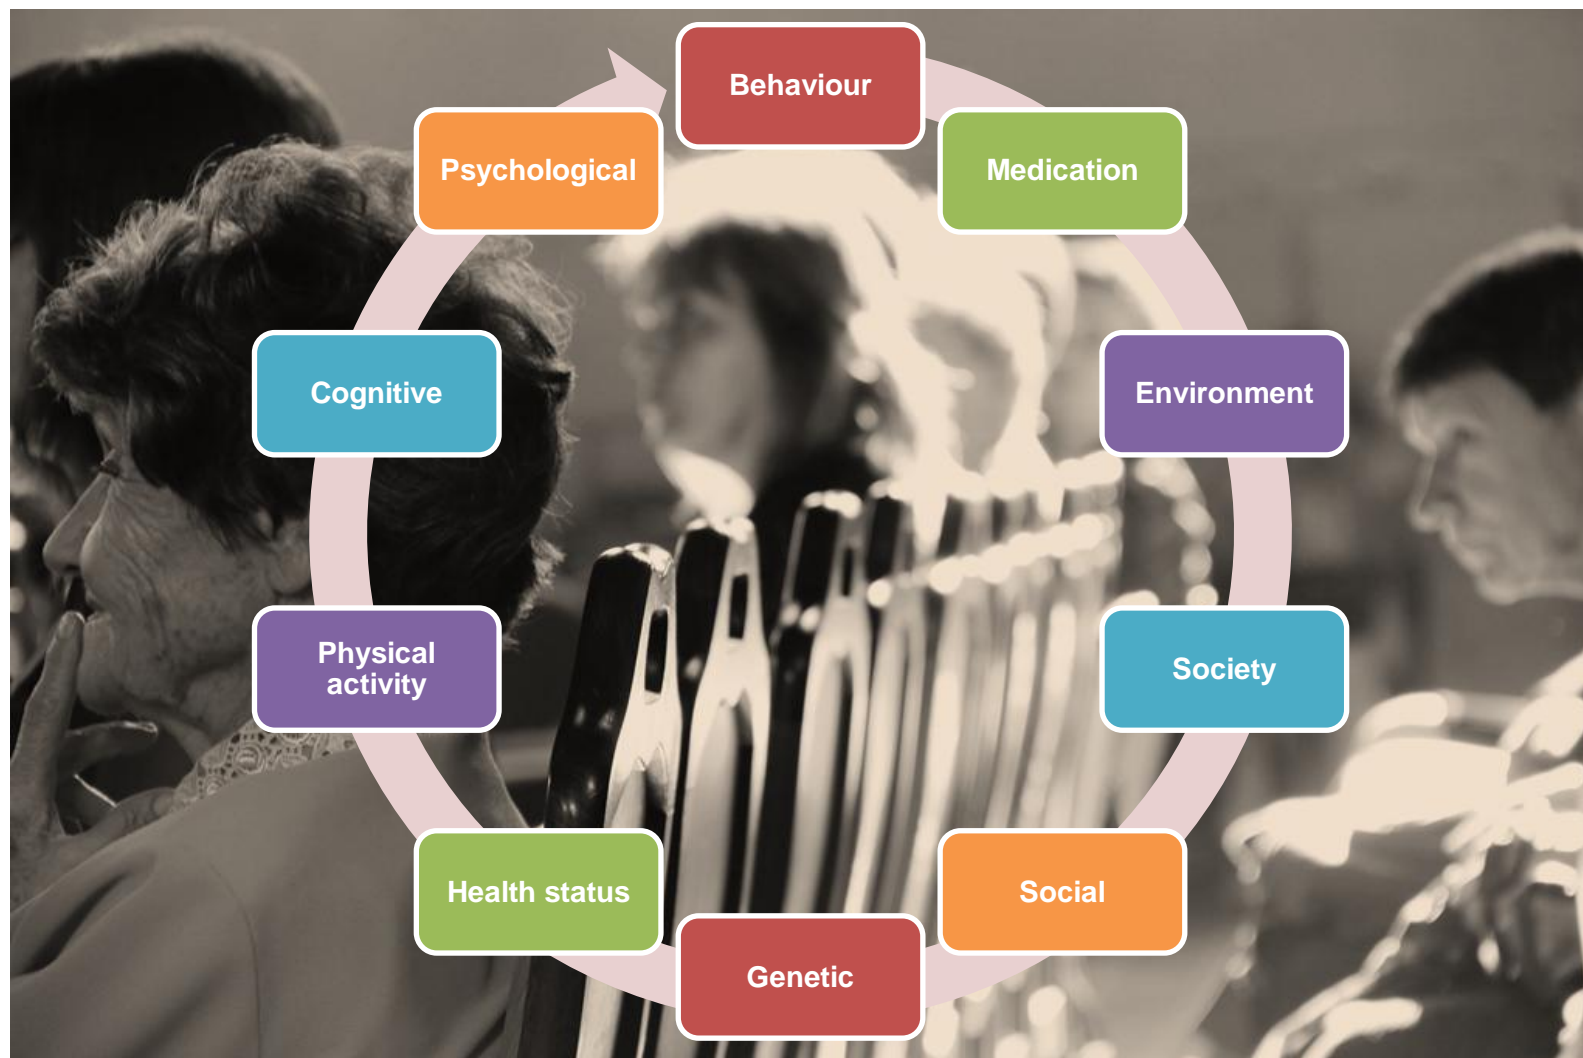 Behaviour
Medication
Environment
Society
Social
Genetic
Health status
Physical
activity
Cognitive
Psychological